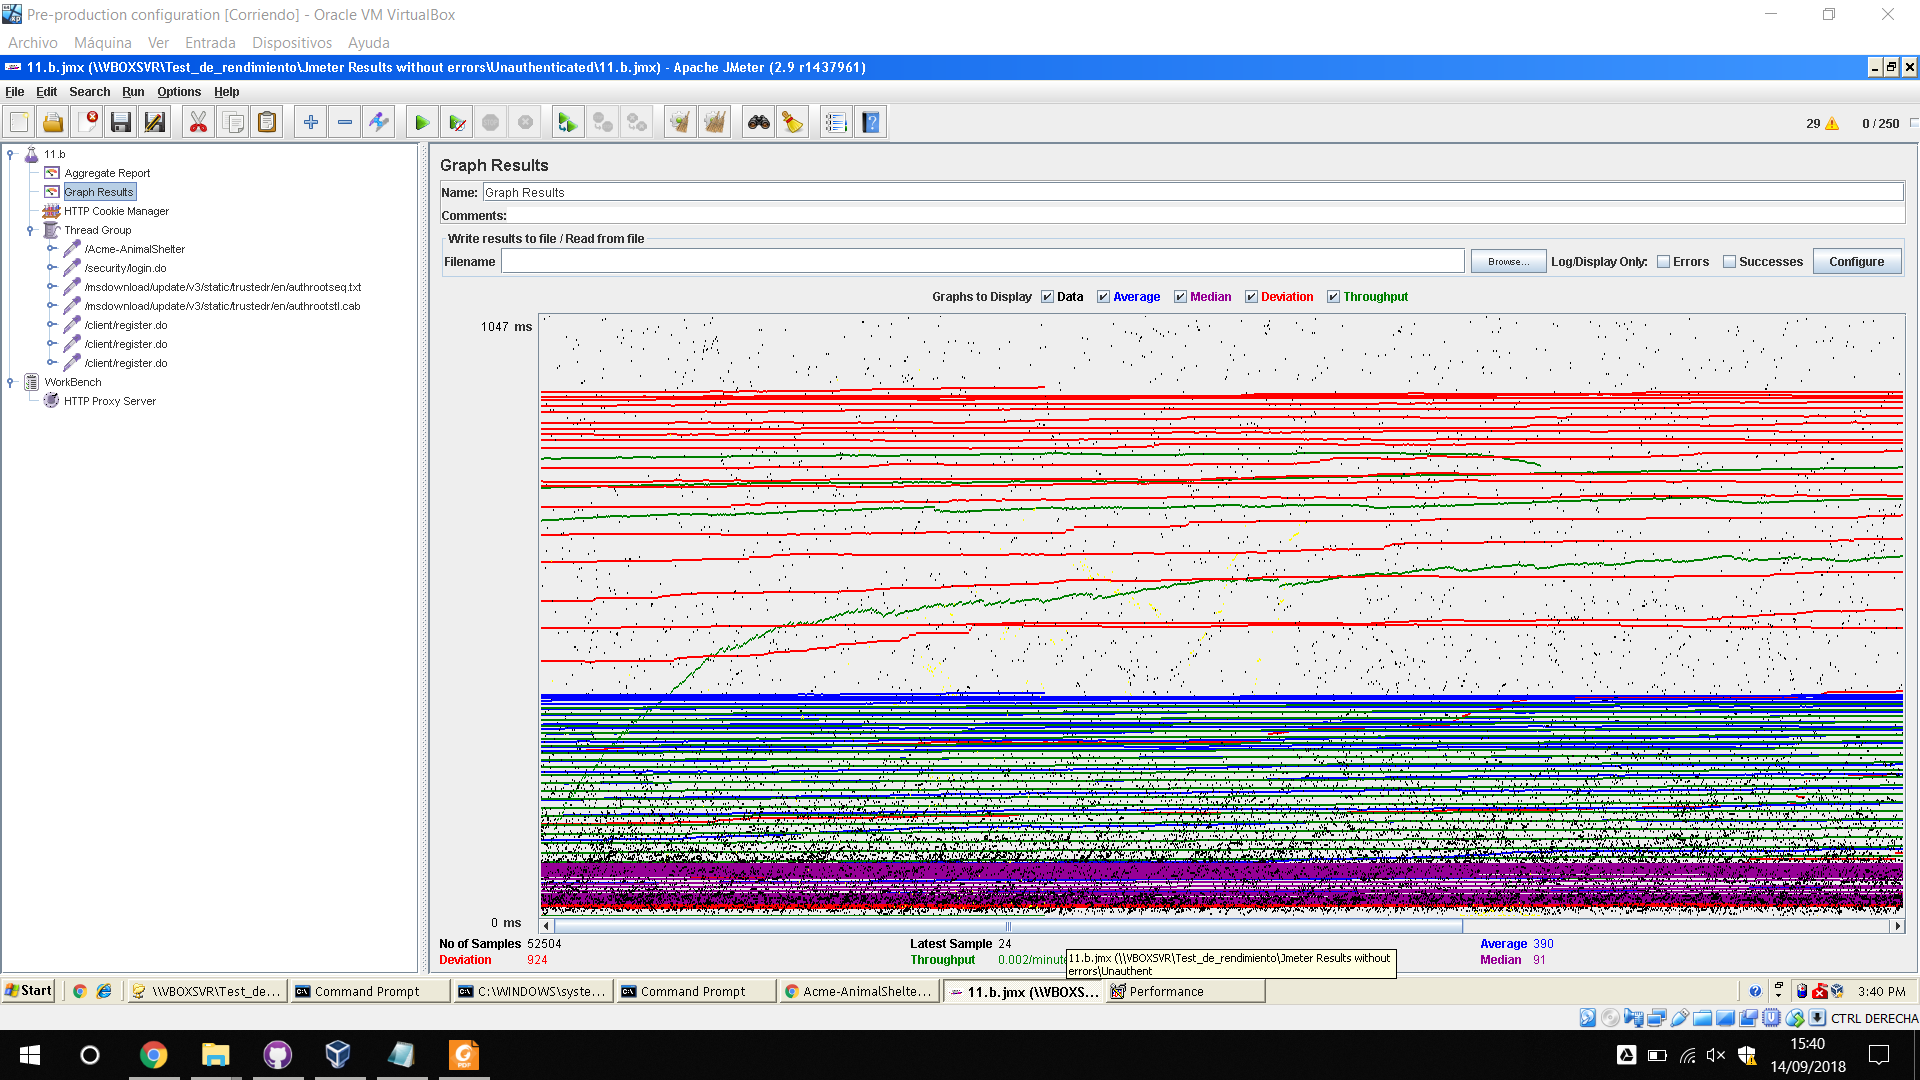 Pre-production configuration [Corriendo] - Oracle VM VirtualBox
Archivo Máquina Ver Entrada Dispositivos Ayuda
11.b.jmx (\\VBOXSVR\Test_de_rendimiento\Jmeter Results without errors\Unauthenticated\11.b.jmx) - Apache JMeter (2.9 r1437961)
File Edit Search Run Options Help
29 0 / 250
11.b
Aggregate Report
Graph Results
HTTP Cookie Manager
Thread Group
/Acme-AnimalShelter
/security/login.do
/msdownload/update/v3/static/trustedr/en/authrootseq.txt
/msdownload/update/v3/static/trustedr/en/authrootstl.cab
/client/register.do
/client/register.do
/client/register.do
WorkBench
HTTP Proxy Server
Graph Results
Name: Graph Results
Comments:
Write results to file / Read from file
Filename Browse... Log/Display Only: Errors Successes Configure
Graphs to Display Data Average Median Deviation Throughput
1047 ms
0 ms
No of Samples 52504 Latest Sample 24 Average 390
Deviation 924 Throughput 0.002/minute Median 91
11.b.jmx (\\VBOXSVR\Test_de_rendimiento\Jmeter Results without
errors\Unauthent
Start \\VBOXSVR\Test_de... Command Prompt C:\WINDOWS\syste... Command Prompt Acme-AnimalShelte... 11.b.jmx (\\VBOXS... Performance 3:40 PM
CTRL DERECHA
15:40
14/09/2018